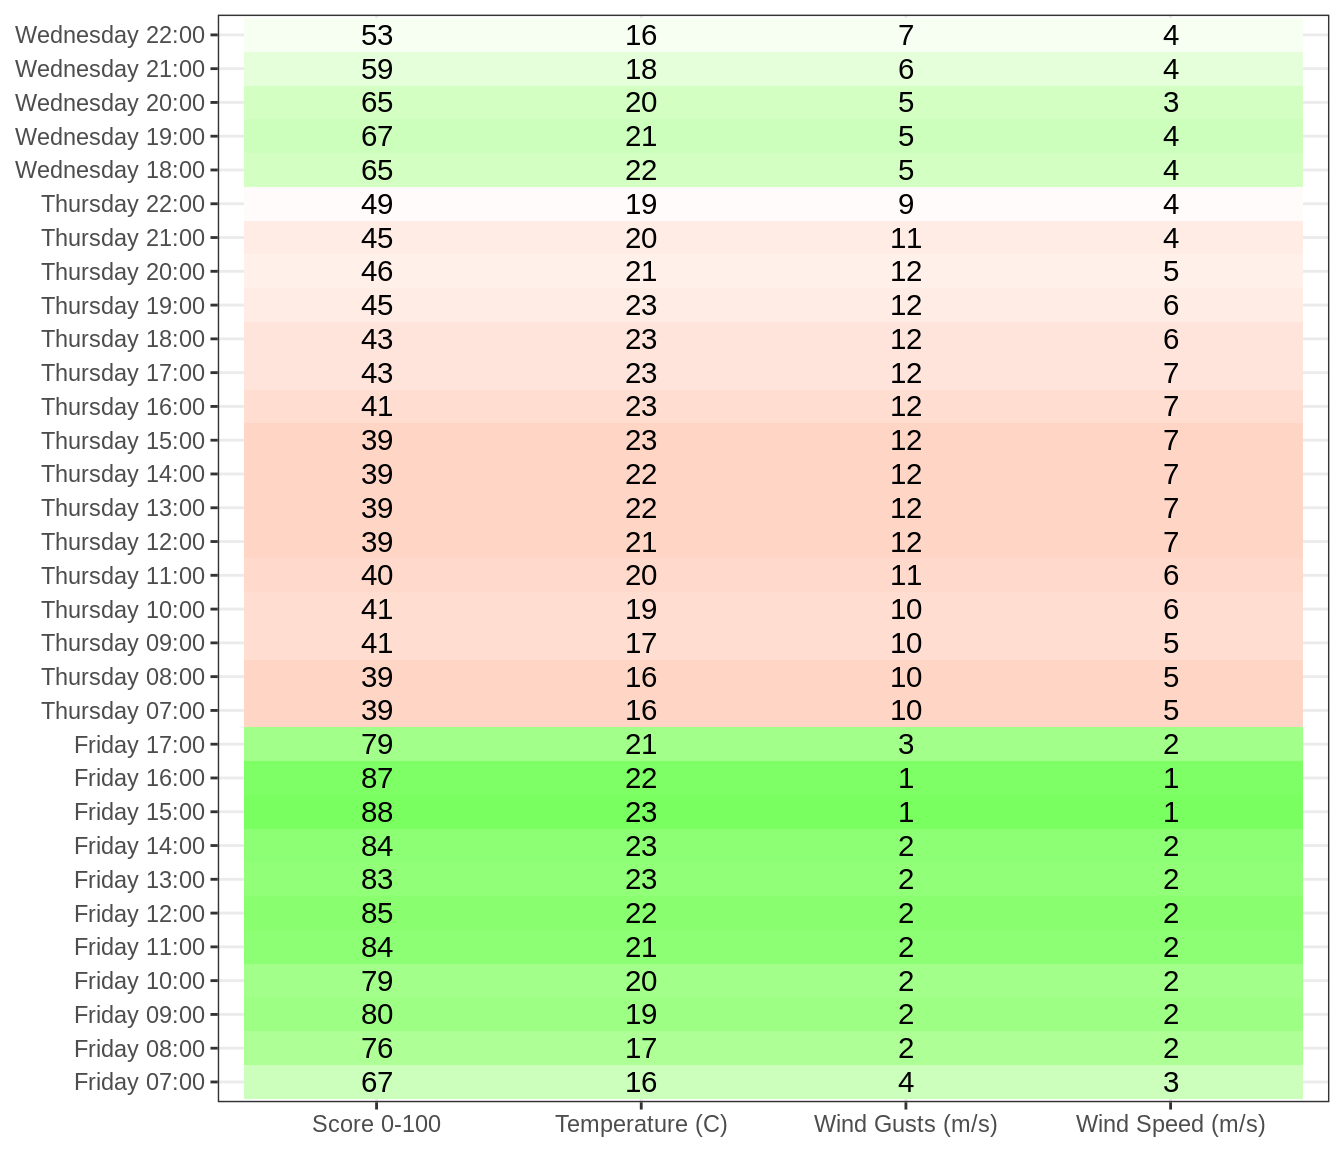 Wednesday 22:00 53 16 7 4
Wednesday 21:00 59 18 6 4
Wednesday 20:00 65 20 5 3
Wednesday 19:00 67 21 5 4
Wednesday 18:00 65 22 5 4
Thursday 22:00 49 19 9 4
Thursday 21:00 45 20 11 4
Thursday 20:00 46 21 12 5
Thursday 19:00 45 23 12 6
Thursday 18:00 43 23 12 6
Thursday 17:00 43 23 12 7
Thursday 16:00 41 23 12 7
Thursday 15:00 39 23 12 7
Thursday 14:00 39 22 12 7
Thursday 13:00 39 22 12 7
Thursday 12:00 39 21 12 7
Thursday 11:00 40 20 11 6
Thursday 10:00 41 19 10 6
Thursday 09:00 41 17 10 5
Thursday 08:00 39 16 10 5
Thursday 07:00 39 16 10 5
Friday 17:00 79 21 3 2
Friday 16:00 87 22 1 1
Friday 15:00 88 23 1 1
Friday 14:00 84 23 2 2
Friday 13:00 83 23 2 2
Friday 12:00 85 22 2 2
Friday 11:00 84 21 2 2
Friday 10:00 79 20 2 2
Friday 09:00 80 19 2 2
Friday 08:00 76 17 2 2
Friday 07:00 67 16 4 3
Score 0-100 Temperature (C) Wind Gusts (m/s) Wind Speed (m/s)